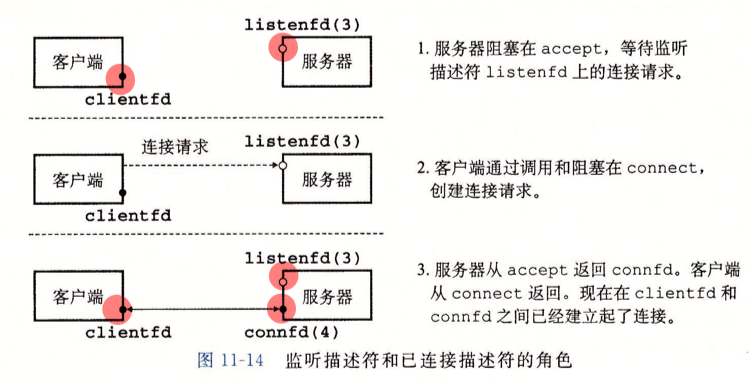 listenfd(3)
客户端
服务器
clientfd
1. 服务器阻塞在 accept，等待监听
描述符 listenfd 上的连接请求。
连接请求
listenfd(3)
客户端
服务器
clientfd
2. 客户端通过调用和阻塞在 connect，
创建连接请求。
listenfd(3)
客户端
服务器
clientfd
connfd(4)
3. 服务器从 accept 返回 connfd。客户端
从 connect 返回。现在在 clientfd 和
connfd 之间已经建立起了连接。
图 11-14 监听描述符和已连接描述符的角色